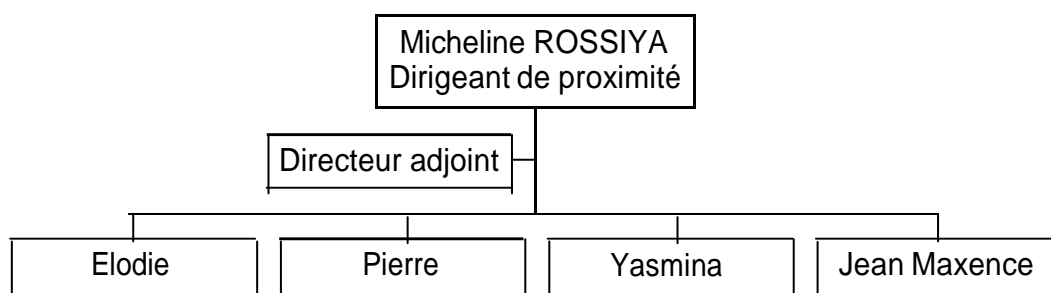 Micheline ROSSIYA
Dirigeant de proximité
Directeur adjoint
Elodie
Pierre
Yasmina
Jean Maxence